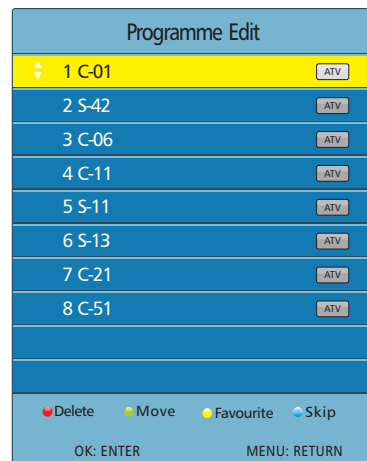 Programme Edit
1 C-01 ATV
2 S-42 ATV
3 C-06 ATV
4 C-11 ATV
5 S-11 ATV
6 S-13 ATV
7 C-21 ATV
8 C-51 ATV
Delete Move Favourite Skip
OK: ENTER MENU: RETURN